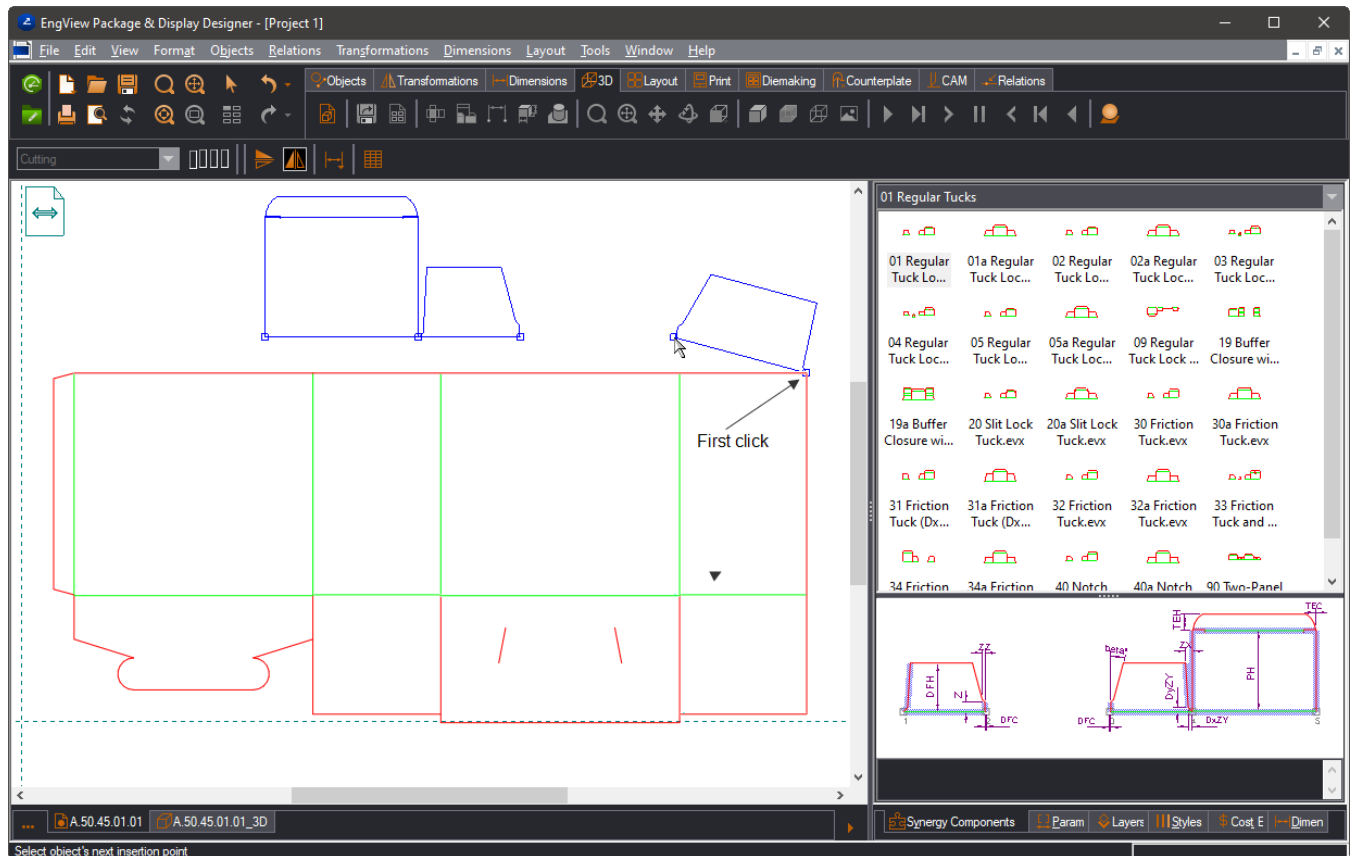 EngView Package & Display Designer - [Project 1]
File Edit View Format Objects Relations Transformations Dimensions Layout Tools Window Help
Objects Transformations Dimensions 3D Layout Print Diemaking Counterplate CAM Relations
Cutting
01 Regular Tucks
01 Regular Tuck Lo...
01a Regular Tuck Loc...
02 Regular Tuck Lo...
02a Regular Tuck Loc...
03 Regular Tuck Loc...
04 Regular Tuck Loc...
05 Regular Tuck Lo...
05a Regular Tuck Loc...
09 Regular Tuck Lock ...
19 Buffer Closure wi...
19a Buffer Closure wi...
20 Slit Lock Tuck.evx
20a Slit Lock Tuck.evx
30 Friction Tuck.evx
30a Friction Tuck.evx
31 Friction Tuck (Dx...
31a Friction Tuck (Dx...
32 Friction Tuck.evx
32a Friction Tuck.evx
33 Friction Tuck and ...
34 Friction
34a Friction
40 Notch
40a Notch
90 Two-Panel
First click
TEC
TEH
ZZ
beta°
ZX
DFH
Z
DyZY
PH
1
DFC
DFC
DxZY
S
... A.50.45.01.01 A.50.45.01.01_3D
Synergy Components Param Layers Styles Cost E Dimen
Select object's next insertion point